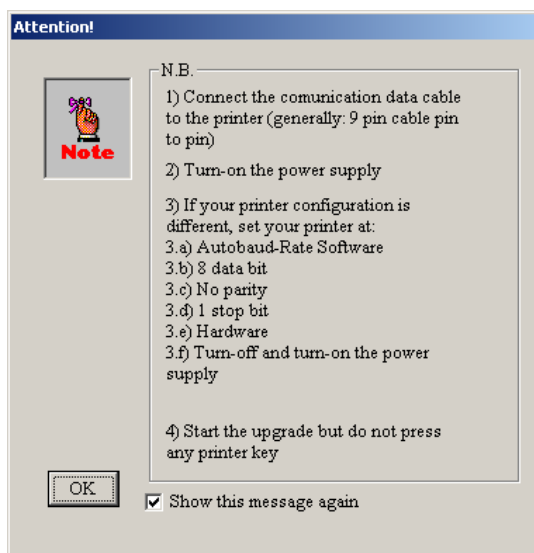 Attention!
N.B.
Note
1) Connect the comunication data cable
to the printer (generally: 9 pin cable pin
to pin)
2) Turn-on the power supply
3) If your printer configuration is
different, set your printer at:
3.a) Autobaud-Rate Software
3.b) 8 data bit
3.c) No parity
3.d) 1 stop bit
3.e) Hardware
3.f) Turn-off and turn-on the power
supply
4) Start the upgrade but do not press
any printer key
OK
Show this message again